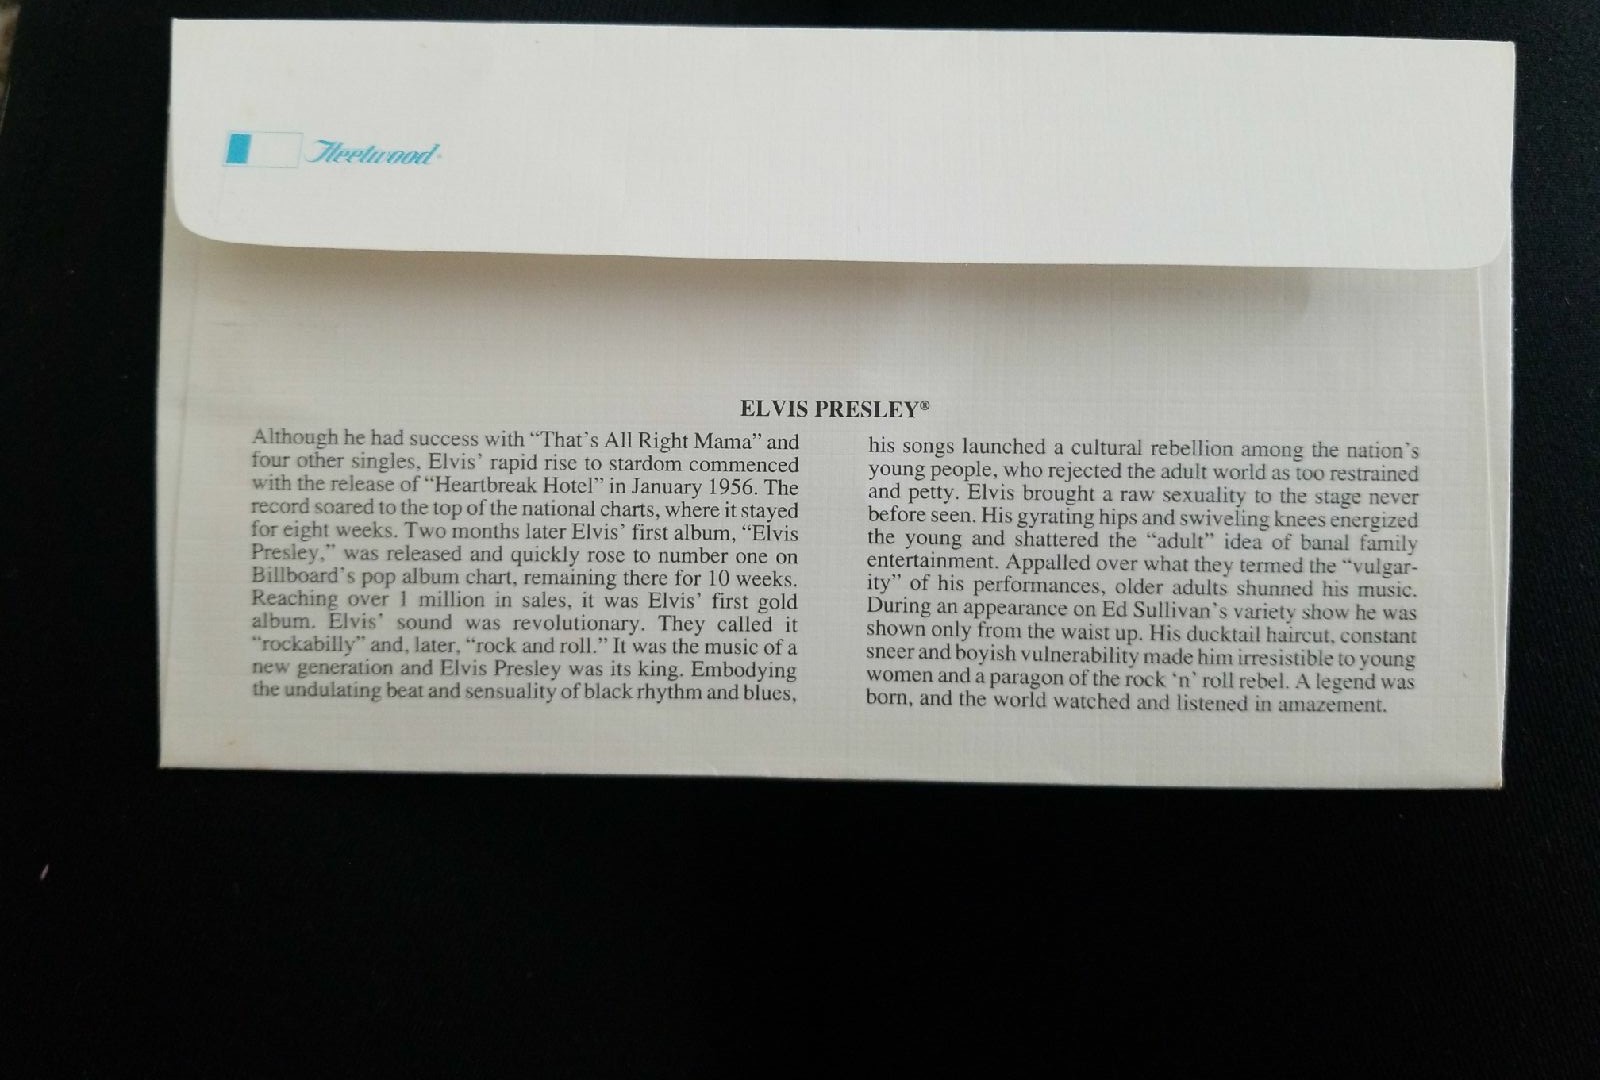 Fleetwood®
ELVIS PRESLEY®
Although he had success with “That’s All Right Mama” and
four other singles, Elvis’ rapid rise to stardom commenced
with the release of “Heartbreak Hotel” in January 1956. The
record soared to the top of the national charts, where it stayed
for eight weeks. Two months later Elvis’ first album, “Elvis
Presley,” was released and quickly rose to number one on
Billboard’s pop album chart, remaining there for 10 weeks.
Reaching over 1 million in sales, it was Elvis’ first gold
album. Elvis’ sound was revolutionary. They called it
“rockabilly” and, later, “rock and roll.” It was the music of a
new generation and Elvis Presley was its king. Embodying
the undulating beat and sensuality of black rhythm and blues,
his songs launched a cultural rebellion among the nation’s
young people, who rejected the adult world as too restrained
and petty. Elvis brought a raw sexuality to the stage never
before seen. His gyrating hips and swiveling knees energized
the young and shattered the “adult” idea of banal family
entertainment. Appalled over what they termed the “vulgar-
ity” of his performances, older adults shunned his music.
During an appearance on Ed Sullivan’s variety show he was
shown only from the waist up. His ducktail haircut, constant
sneer and boyish vulnerability made him irresistible to young
women and a paragon of the rock ‘n’ roll rebel. A legend was
born, and the world watched and listened in amazement.